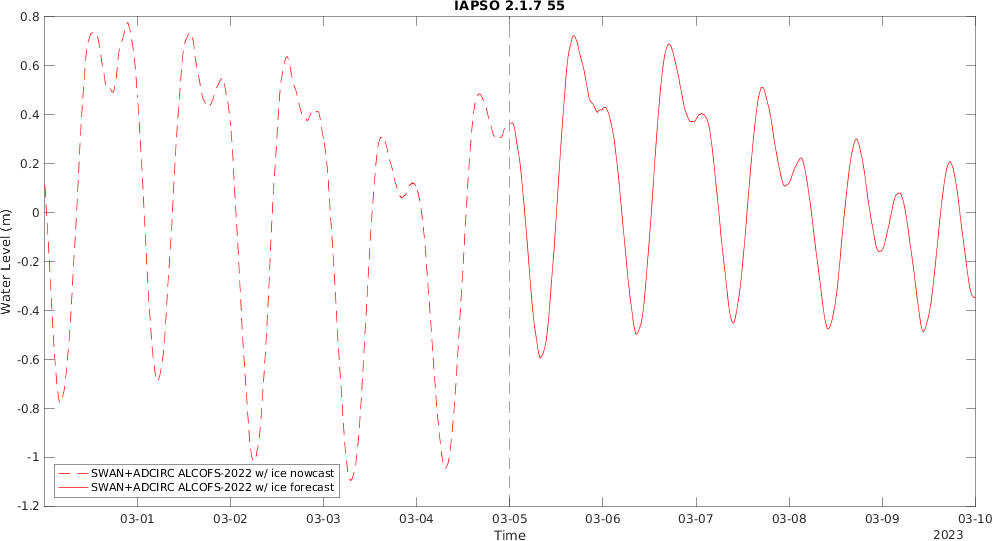 IAPSO 2.1.7 55
0.8
0.6
0.4
0.2
0
-0.2
-0.4
-0.6
-0.8
-1
-1.2
Water Level (m)
SWAN+ADCIRC ALCOFS-2022 w/ ice nowcast
SWAN+ADCIRC ALCOFS-2022 w/ ice forecast
03-01 03-02 03-03 03-04 03-05 03-06 03-07 03-08 03-09 03-10
Time
2023